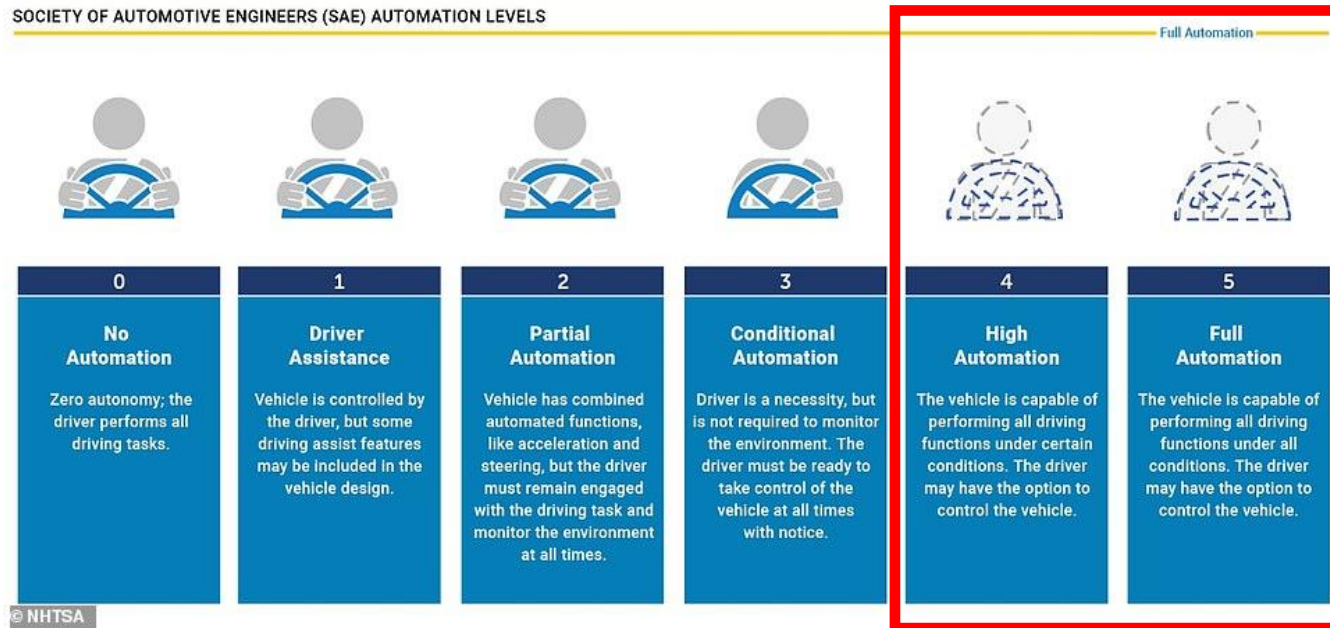 SOCIETY OF AUTOMOTIVE ENGINEERS (SAE) AUTOMATION LEVELS
Full Automation
0
No
Automation
Zero autonomy; the
driver performs all
driving tasks.
1
Driver
Assistance
Vehicle is controlled by
the driver, but some
driving assist features
may be included in the
vehicle design.
2
Partial
Automation
Vehicle has combined
automated functions,
like acceleration and
steering, but the driver
must remain engaged
with the driving task and
monitor the environment
at all times.
3
Conditional
Automation
Driver is a necessity, but
is not required to monitor
the environment. The
driver must be ready to
take control of the
vehicle at all times
with notice.
4
High
Automation
The vehicle is capable of
performing all driving
functions under certain
conditions. The driver
may have the option to
control the vehicle.
5
Full
Automation
The vehicle is capable of
performing all driving
functions under all
conditions. The driver
may have the option to
control the vehicle.
© NHTSA